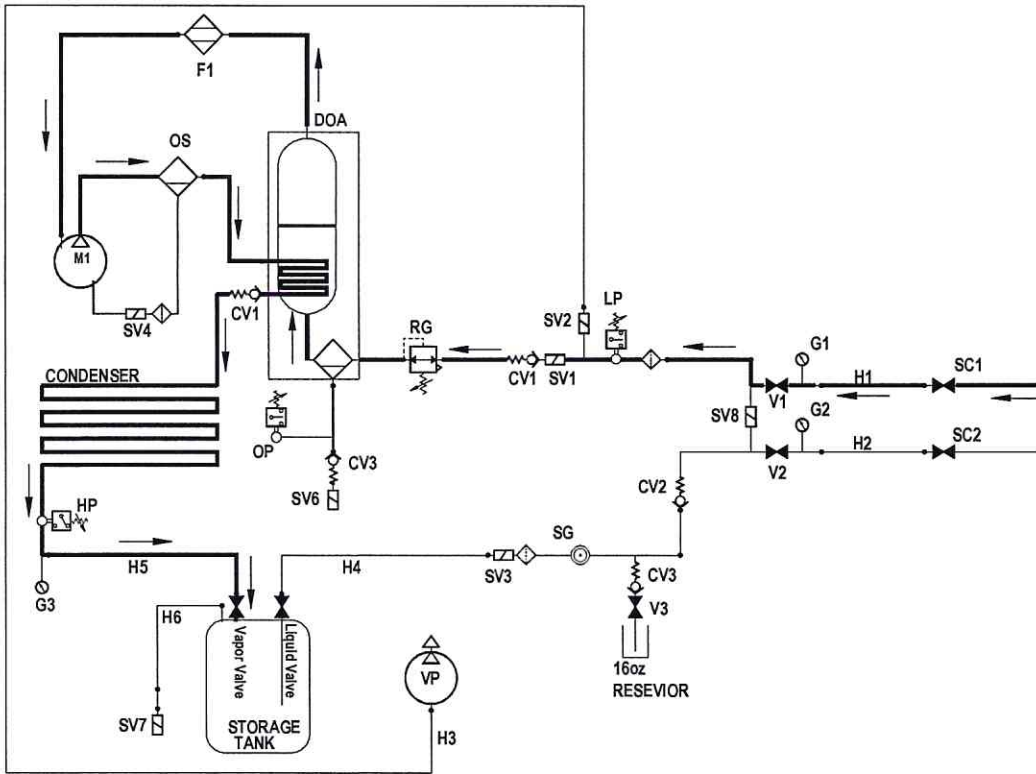 F1
DOA
OS
M1
SV4
CV1
LP
SV2
RG
CV1
SV1
G1
H1
SC1
V1
G2
SV8
CONDENSER
OP
CV3
SV6
V2
H2
SC2
CV2
HP
SG
H5
H4
SV3
CV3
G3
H6
V3
Vapor Valve
Liquid Valve
VP
16oz
RESEVIOR
SV7
STORAGE
TANK
H3